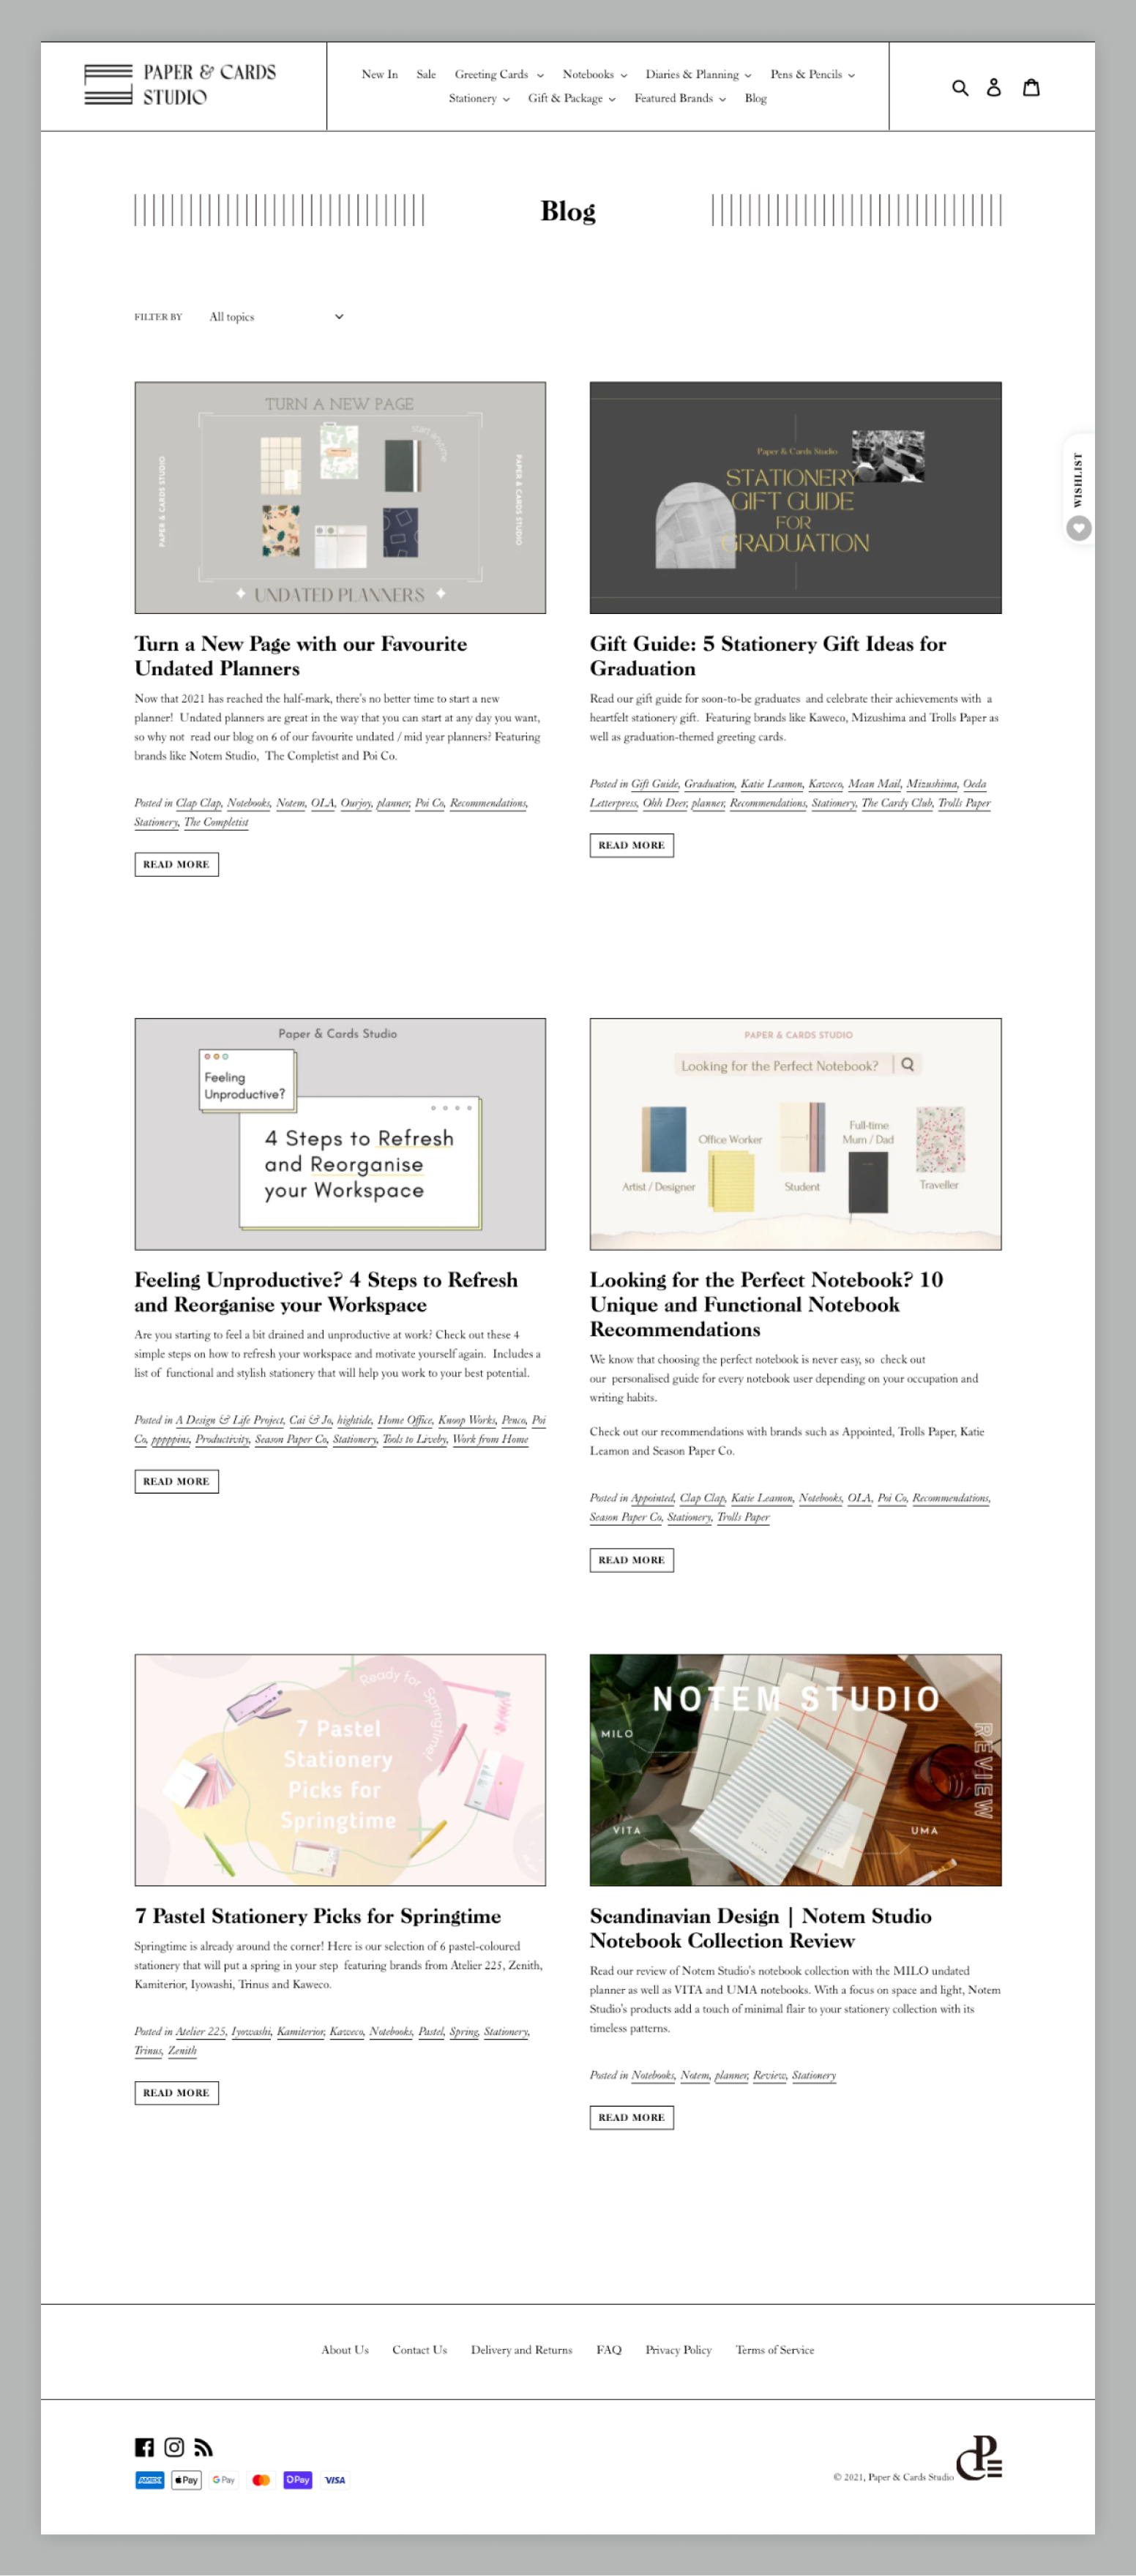 PAPER & CARDS
STUDIO
New In Sale Greeting Cards Notebooks Diaries & Planning Pens & Pencils
Stationery Gift & Package Featured Brands Blog
Blog
FILTER BY All topics
WISHLIST
TURN A NEW PAGE
Start anytime
PAPER & CARDS STUDIO
PAPER & CARDS STUDIO
UNDATED PLANNERS
Turn a New Page with our Favourite
Undated Planners
Now that 2021 has reached the half-mark, there's no better time to start a new
planner! Undated planners are great in the way that you can start at any day you want,
so why not read our blog on 6 of our favourite undated / mid year planners? Featuring
brands like Notem Studio, The Completist and Poi Co.
Posted in Clap Clap, Notebooks, Notem, OLA, Ourjoy, planner, Poi Co, Recommendations,
Stationery, The Completist
READ MORE
Paper & Cards Studio
STATIONERY
GIFT GUIDE
FOR
GRADUATION
Gift Guide: 5 Stationery Gift Ideas for
Graduation
Read our gift guide for soon-to-be graduates and celebrate their achievements with a
heartfelt stationery gift. Featuring brands like Kaweco, Mizushima and Trolls Paper as
well as graduation-themed greeting cards.
Posted in Gift Guide, Graduation, Katie Leamon, Kaweco, Mean Mail, Mizushima, Oeda
Letterpress, Ohh Deer, planner, Recommendations, Stationery, The Cardy Club, Trolls Paper
READ MORE
Paper & Cards Studio
Feeling
Unproductive?
4 Steps to Refresh
and Reorganise
your Workspace
Feeling Unproductive? 4 Steps to Refresh
and Reorganise your Workspace
Are you starting to feel a bit drained and unproductive at work? Check out these 4
simple steps on how to refresh your workspace and motivate yourself again. Includes a
list of functional and stylish stationery that will help you work to your best potential.
Posted in A Design & Life Project, Cai & Jo, hightide, Home Office, Knoop Works, Penco, Poi
Co, pppppins, Productivity, Season Paper Co, Stationery, Tools to Liveby, Work from Home
READ MORE
PAPER & CARDS STUDIO
Looking for the Perfect Notebook?
Artist / Designer
Office Worker
Student
Full-time
Mum / Dad
Traveller
Looking for the Perfect Notebook? 10
Unique and Functional Notebook
Recommendations
We know that choosing the perfect notebook is never easy, so check out
our personalised guide for every notebook user depending on your occupation and
writing habits.
Check out our recommendations with brands such as Appointed, Trolls Paper, Katie
Leamon and Season Paper Co.
Posted in Appointed, Clap Clap, Katie Leamon, Notebooks, OLA, Poi Co, Recommendations,
Season Paper Co, Stationery, Trolls Paper
READ MORE
Ready for Springtime!
7 Pastel
Stationery
Picks for
Springtime
7 Pastel Stationery Picks for Springtime
Springtime is already around the corner! Here is our selection of 6 pastel-coloured
stationery that will put a spring in your step featuring brands from Atelier 225, Zenith,
Kamiterior, Iyowashi, Trinus and Kaweco.
Posted in Atelier 225, Iyowashi, Kamiterior, Kaweco, Notebooks, Pastel, Spring, Stationery,
Trinus, Zenith
READ MORE
NOTEM STUDIO
MILO
REVIEW
VITA
UMA
Scandinavian Design | Notem Studio
Notebook Collection Review
Read our review of Notem Studio's notebook collection with the MILO undated
planner as well as VITA and UMA notebooks. With a focus on space and light, Notem
Studio's products add a touch of minimal flair to your stationery collection with its
timeless patterns.
Posted in Notebooks, Notem, planner, Review, Stationery
READ MORE
About Us Contact Us Delivery and Returns FAQ Privacy Policy Terms of Service
AMEX Pay G Pay Pay VISA
© 2021, Paper & Cards Studio